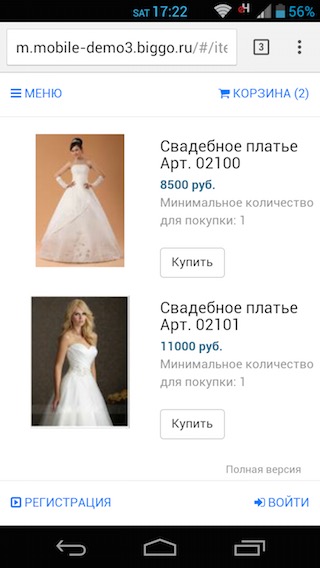 SAT 17:22 56%
m.mobile-demo3.biggo.ru/#/ite
3
МЕНЮ
КОРЗИНА (2)
Свадебное платье
Арт. 02100
8500 руб.
Минимальное количество
для покупки: 1
Купить
Свадебное платье
Арт. 02101
11000 руб.
Минимальное количество
для покупки: 1
Купить
Полная версия
РЕГИСТРАЦИЯ
ВОЙТИ